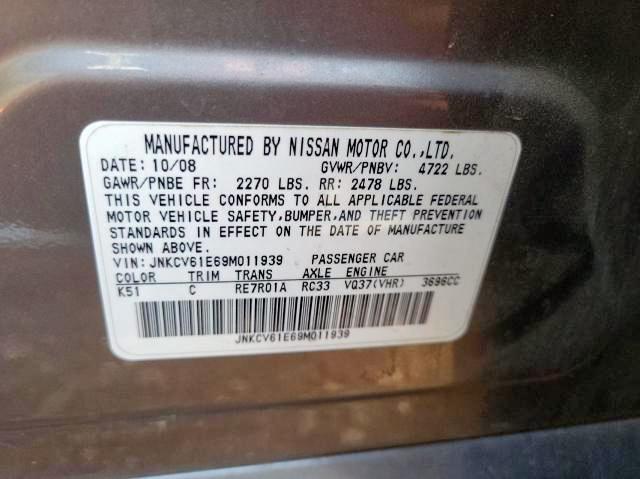 MANUFACTURED BY NISSAN MOTOR CO.,LTD.
DATE: 10/08 GVWR/PNBV: 4722 LBS.
GAWR/PNBE FR: 2270 LBS. RR: 2478 LBS.
THIS VEHICLE CONFORMS TO ALL APPLICABLE FEDERAL
MOTOR VEHICLE SAFETY,BUMPER,AND THEFT PREVENTION
STANDARDS IN EFFECT ON THE DATE OF MANUFACTURE
SHOWN ABOVE.
VIN: JNKCV61E69M011939 PASSENGER CAR
COLOR TRIM TRANS AXLE ENGINE
K51 C RE7R01A RC33 VQ37(VHR) 3696CC
JNKCV61E69M011939